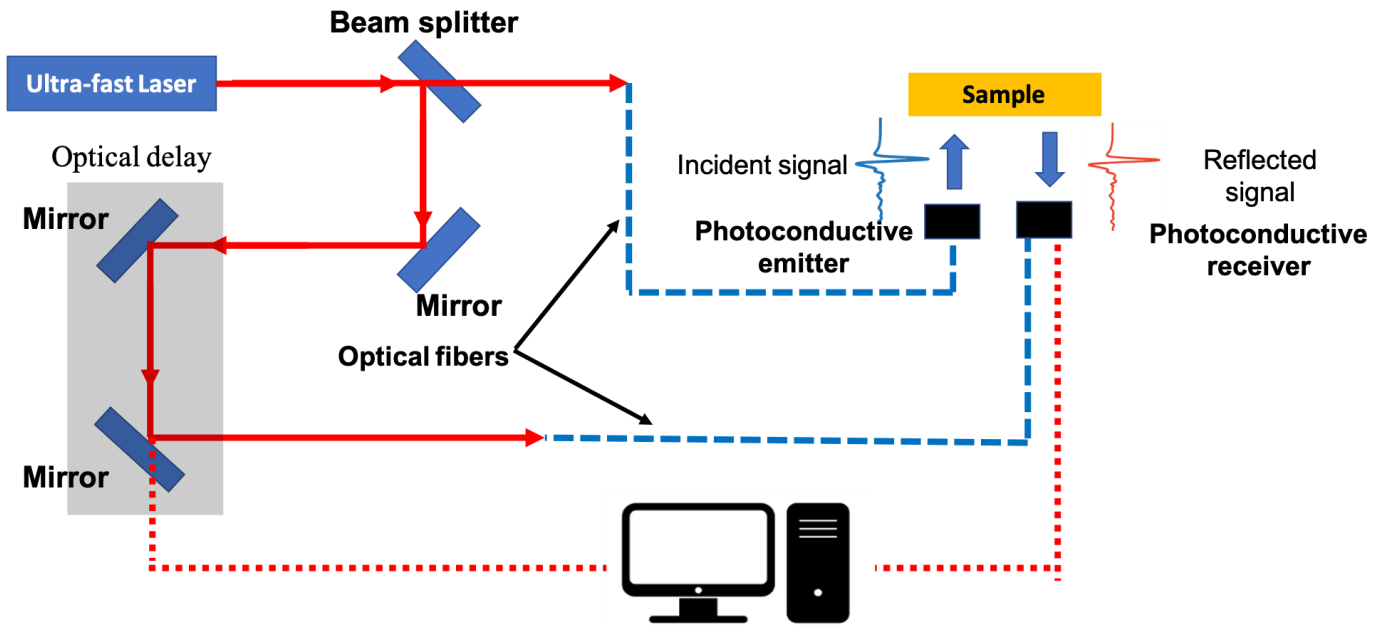 Beam splitter
Ultra-fast Laser
Sample
Optical delay
Incident signal
Reflected
signal
Mirror
Photoconductive
emitter
Photoconductive
receiver
Mirror
Optical fibers
Mirror